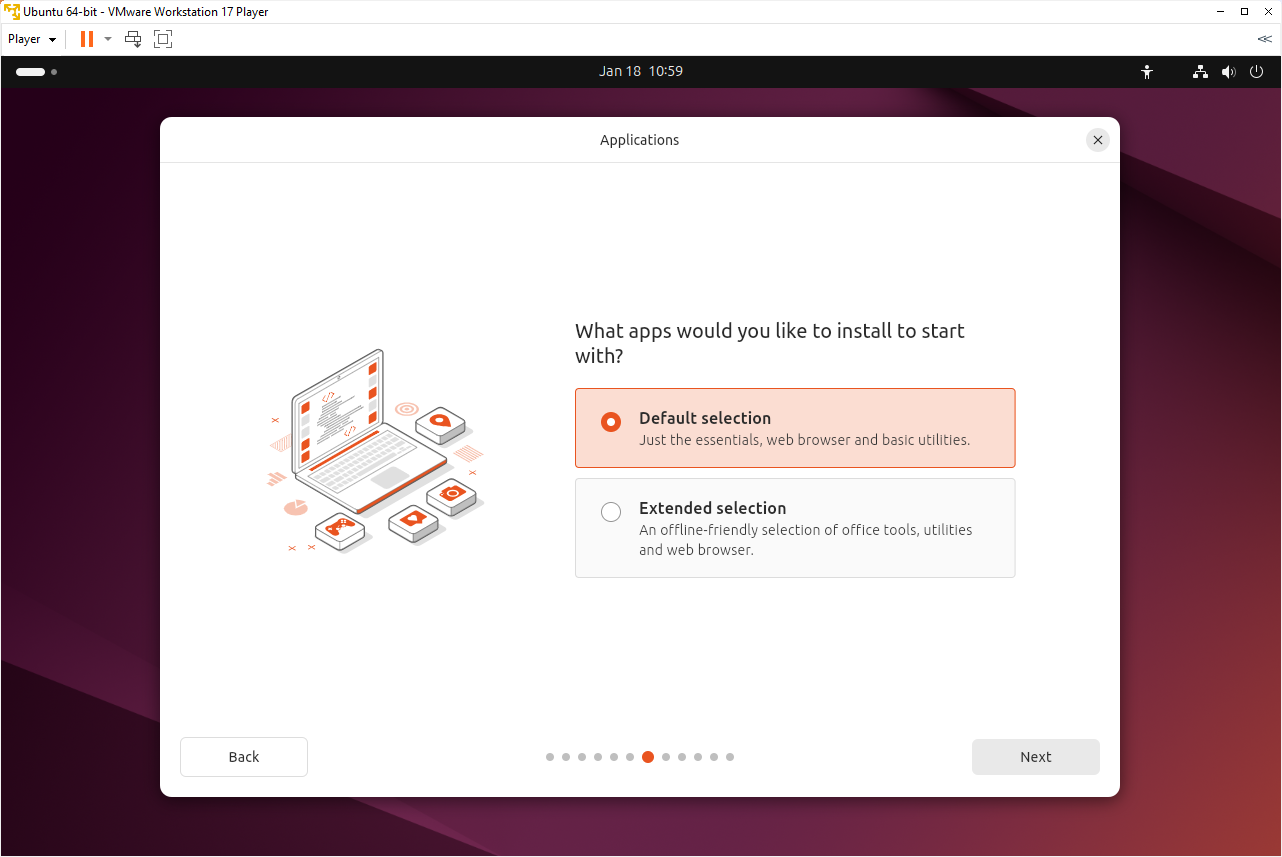 Ubuntu 64-bit - VMware Workstation 17 Player
Player
Jan 18 10:59
Applications
What apps would you like to install to start
with?
Default selection
Just the essentials, web browser and basic utilities.
Extended selection
An offline-friendly selection of office tools, utilities
and web browser.
Back
Next